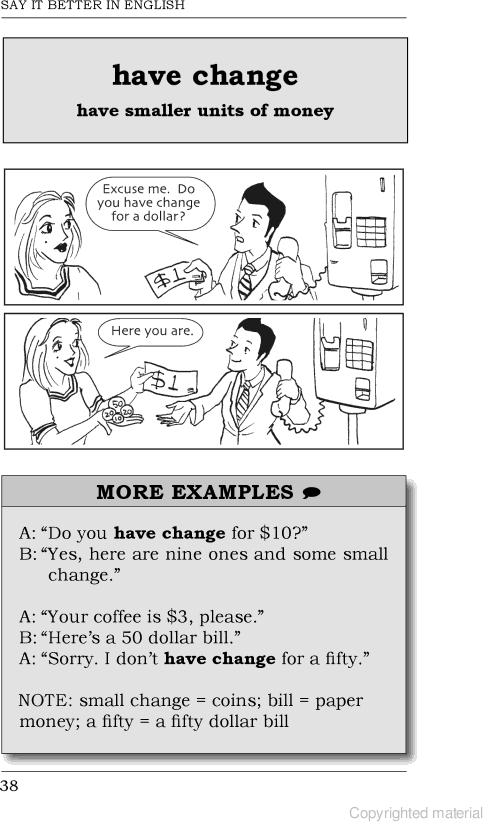 SAY IT BETTER IN ENGLISH
have change
have smaller units of money
Excuse me. Do
you have change
for a dollar?
$1
Here you are.
$1
50
20
20
10
MORE EXAMPLES
A: “Do you have change for $10?”
B: “Yes, here are nine ones and some small
change.”
A: “Your coffee is $3, please.”
B: “Here’s a 50 dollar bill.”
A: “Sorry. I don’t have change for a fifty.”
NOTE: small change = coins; bill = paper
money; a fifty = a fifty dollar bill
38
Copyrighted material